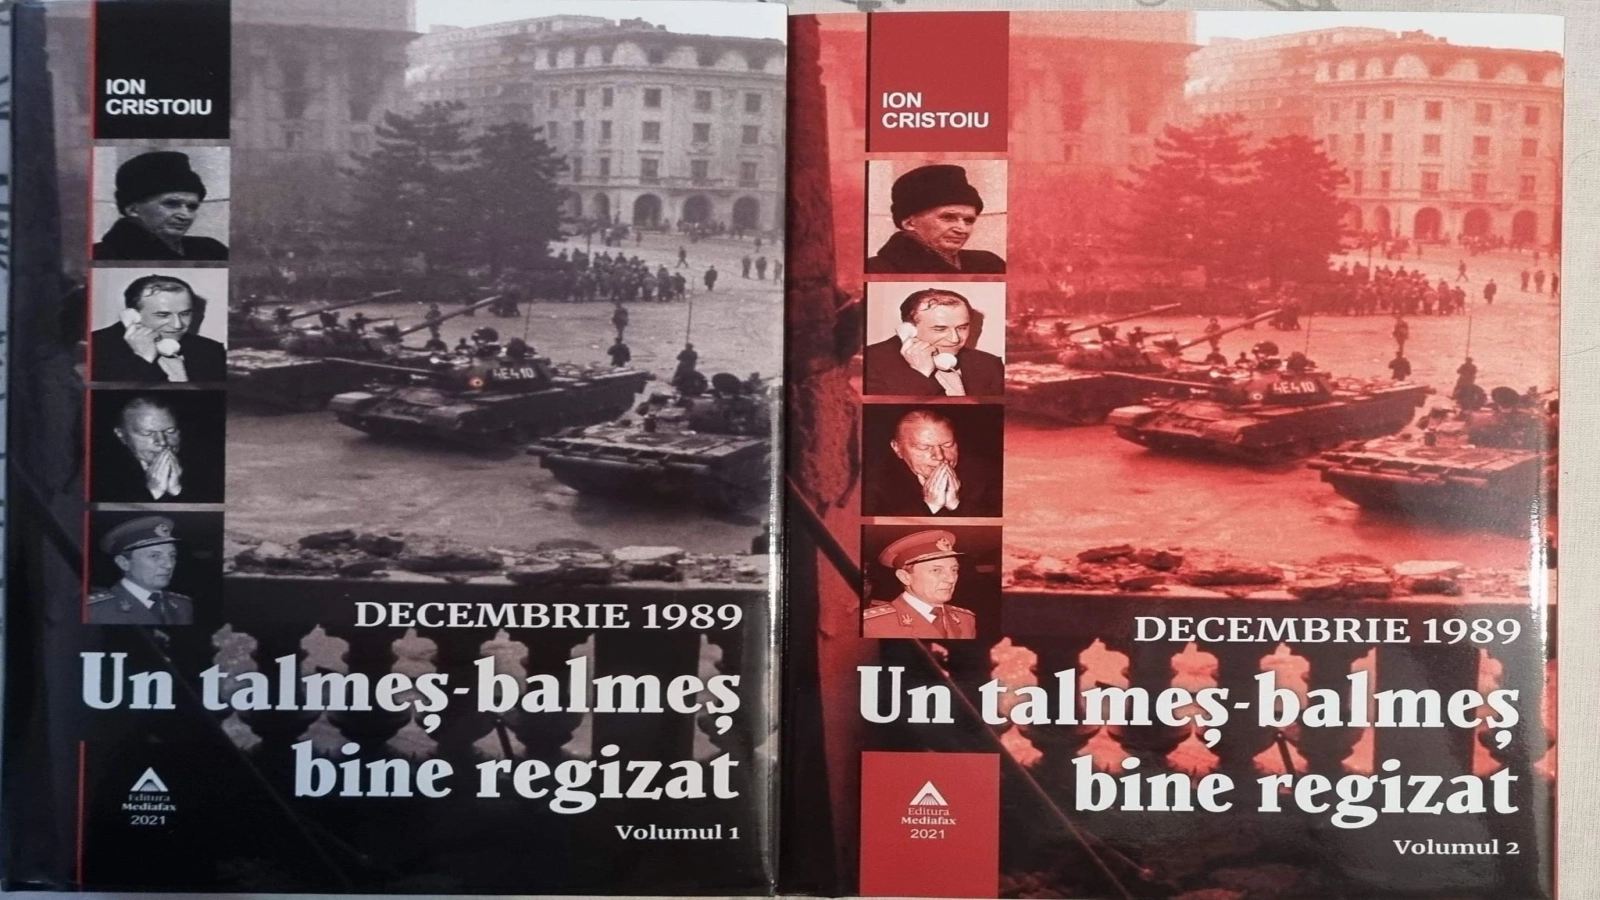 ION
CRISTOIU
4E410
DECEMBRIE 1989
Un talmeș-balmeș
bine regizat
Volumul 1
Editura
Mediafax
2021
ION
CRISTOIU
4E410
DECEMBRIE 1989
Un talmeș-balmeș
bine regizat
Volumul 2
Editura
Mediafax
2021